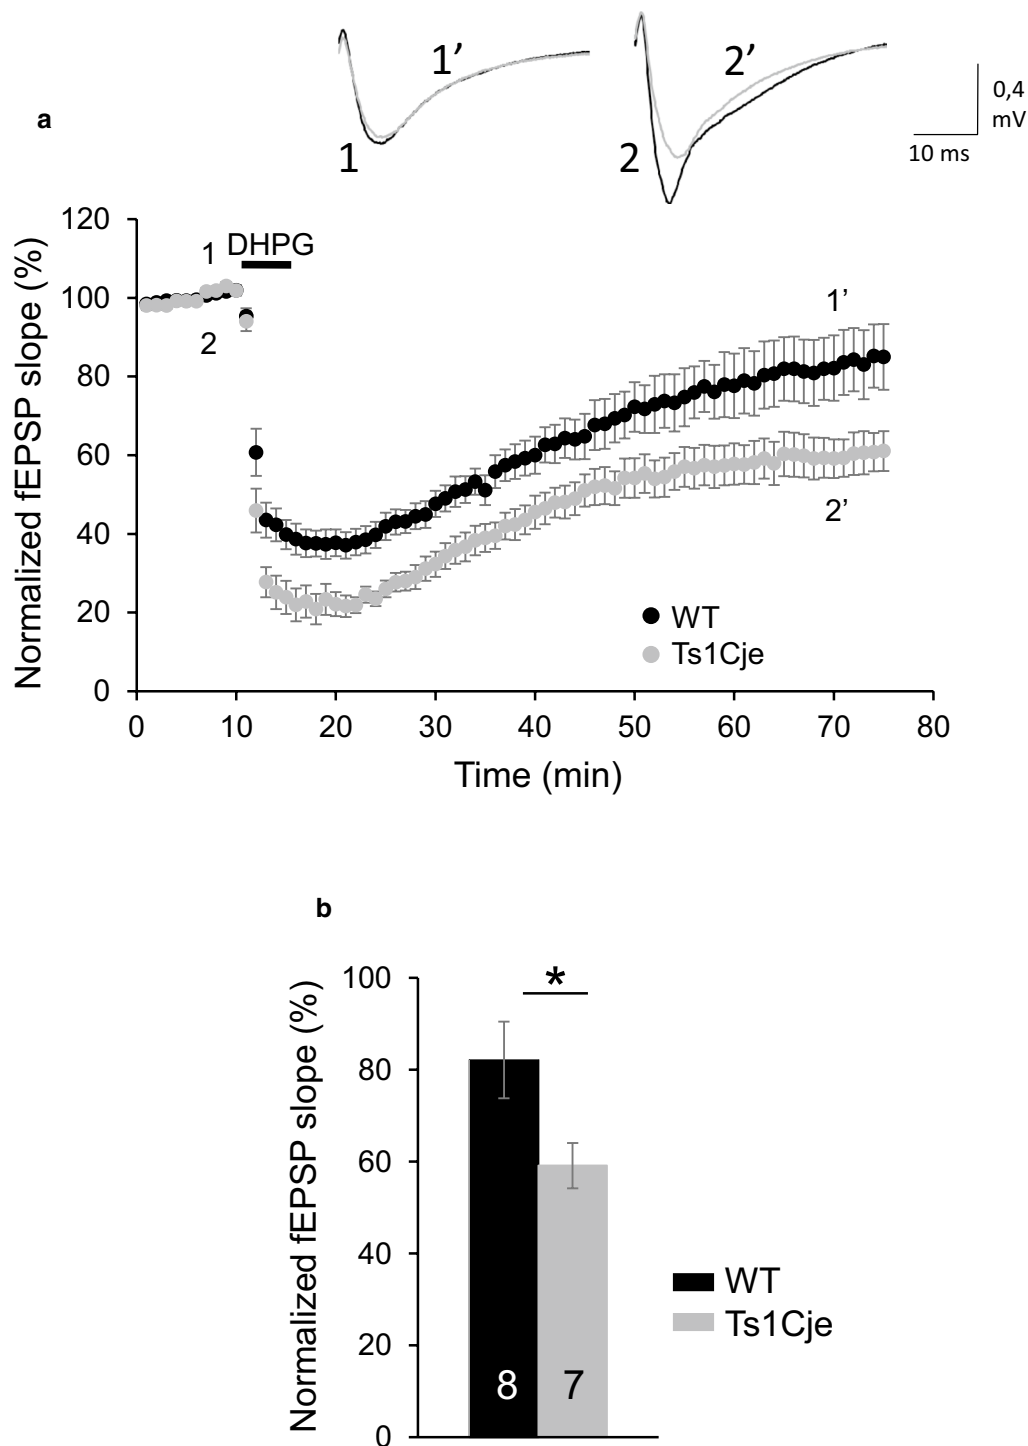 1’
2’
a
0,4
mV
1
2
10 ms
Normalized fEPSP slope (%)
120
100
80
60
40
20
0
1 DHPG
2
1’
2’
WT
Ts1Cje
0 10 20 30 40 50 60 70 80
Time (min)
b
Normalized fEPSP slope (%)
100
80
60
40
20
0
*
8 7
WT
Ts1Cje